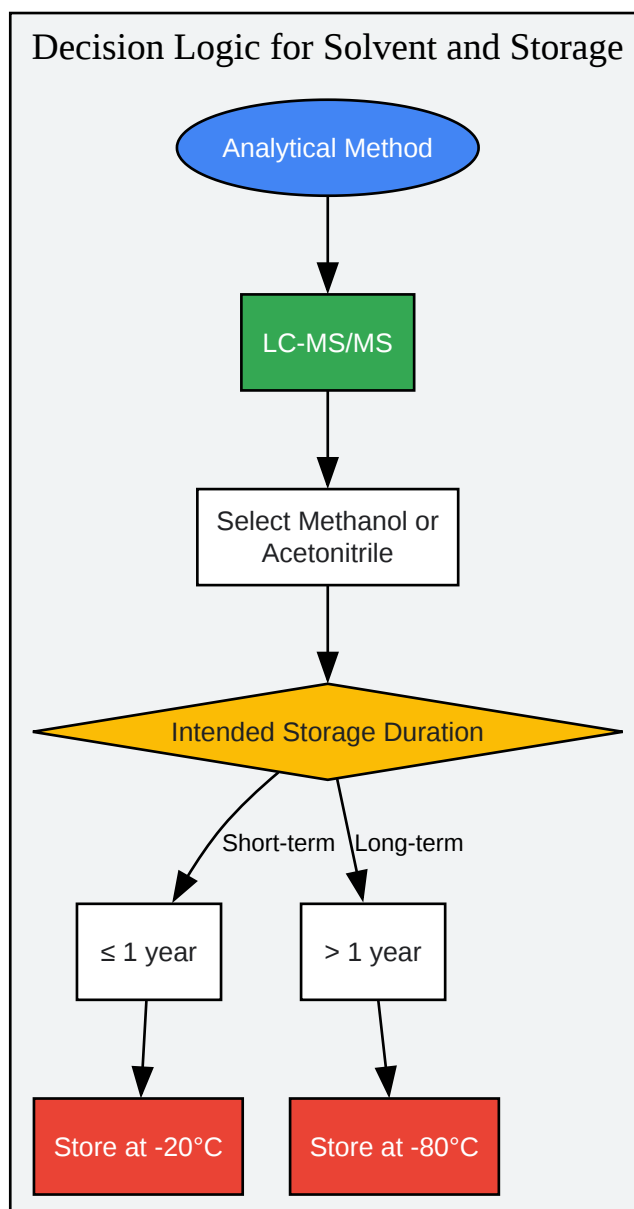 Decision Logic for Solvent and Storage
Analytical Method
LC-MS/MS
Select Methanol or
Acetonitrile
Intended Storage Duration
Short-term
Long-term
≤ 1 year
> 1 year
Store at -20°C
Store at -80°C